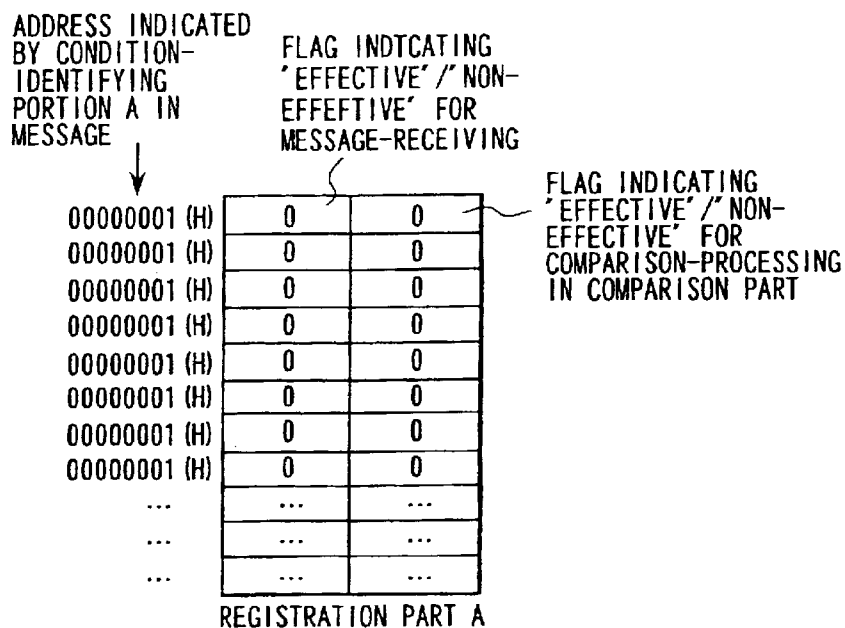 ADDRESS INDICATED
BY CONDITION-
IDENTIFYING
PORTION A IN
MESSAGE
FLAG INDTCATING
'EFFECTIVE'/'NON-
EFFEFTIVE' FOR
MESSAGE-RECEIVING
FLAG INDICATING
'EFFECTIVE'/'NON-
EFFECTIVE' FOR
COMPARISON-PROCESSING
IN COMPARISON PART
00000001 (H) 0 0
00000001 (H) 0 0
00000001 (H) 0 0
00000001 (H) 0 0
00000001 (H) 0 0
00000001 (H) 0 0
00000001 (H) 0 0
00000001 (H) 0 0
... ... ...
... ... ...
... ... ...
REGISTRATION PART A